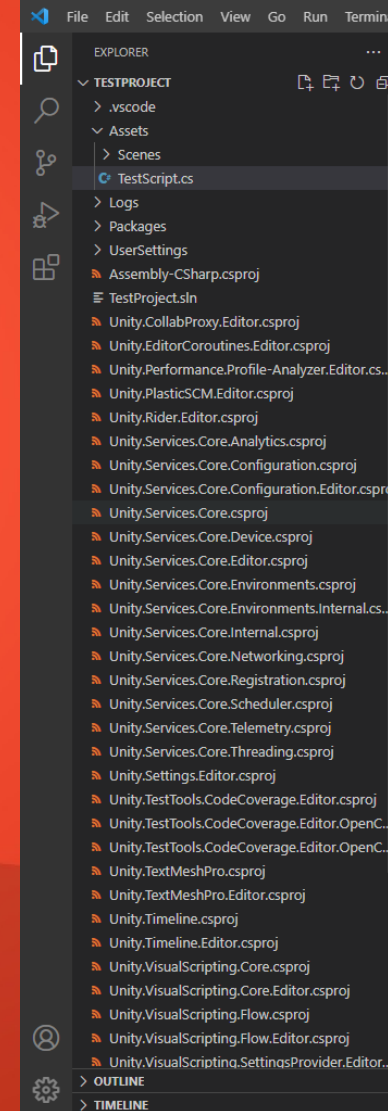 File Edit Selection View Go Run Termin
EXPLORER
TESTPROJECT
.vscode
Assets
Scenes
TestScript.cs
Logs
Packages
UserSettings
Assembly-CSharp.csproj
TestProject.sln
Unity.CollabProxy.Editor.csproj
Unity.EditorCoroutines.Editor.csproj
Unity.Performance.Profile-Analyzer.Editor.cs...
Unity.PlasticSCM.Editor.csproj
Unity.Rider.Editor.csproj
Unity.Services.Core.Analytics.csproj
Unity.Services.Core.Configuration.csproj
Unity.Services.Core.Configuration.Editor.cspr
Unity.Services.Core.csproj
Unity.Services.Core.Device.csproj
Unity.Services.Core.Editor.csproj
Unity.Services.Core.Environments.csproj
Unity.Services.Core.Environments.Internal.cs...
Unity.Services.Core.Internal.csproj
Unity.Services.Core.Networking.csproj
Unity.Services.Core.Registration.csproj
Unity.Services.Core.Scheduler.csproj
Unity.Services.Core.Telemetry.csproj
Unity.Services.Core.Threading.csproj
Unity.Settings.Editor.csproj
Unity.TestTools.CodeCoverage.Editor.csproj
Unity.TestTools.CodeCoverage.Editor.OpenC...
Unity.TestTools.CodeCoverage.Editor.OpenC...
Unity.TextMeshPro.csproj
Unity.TextMeshPro.Editor.csproj
Unity.Timeline.csproj
Unity.Timeline.Editor.csproj
Unity.VisualScripting.Core.csproj
Unity.VisualScripting.Core.Editor.csproj
Unity.VisualScripting.Flow.csproj
Unity.VisualScripting.Flow.Editor.csproj
Unity.VisualScripting.SettingsProvider.Editor...
OUTLINE
TIMELINE